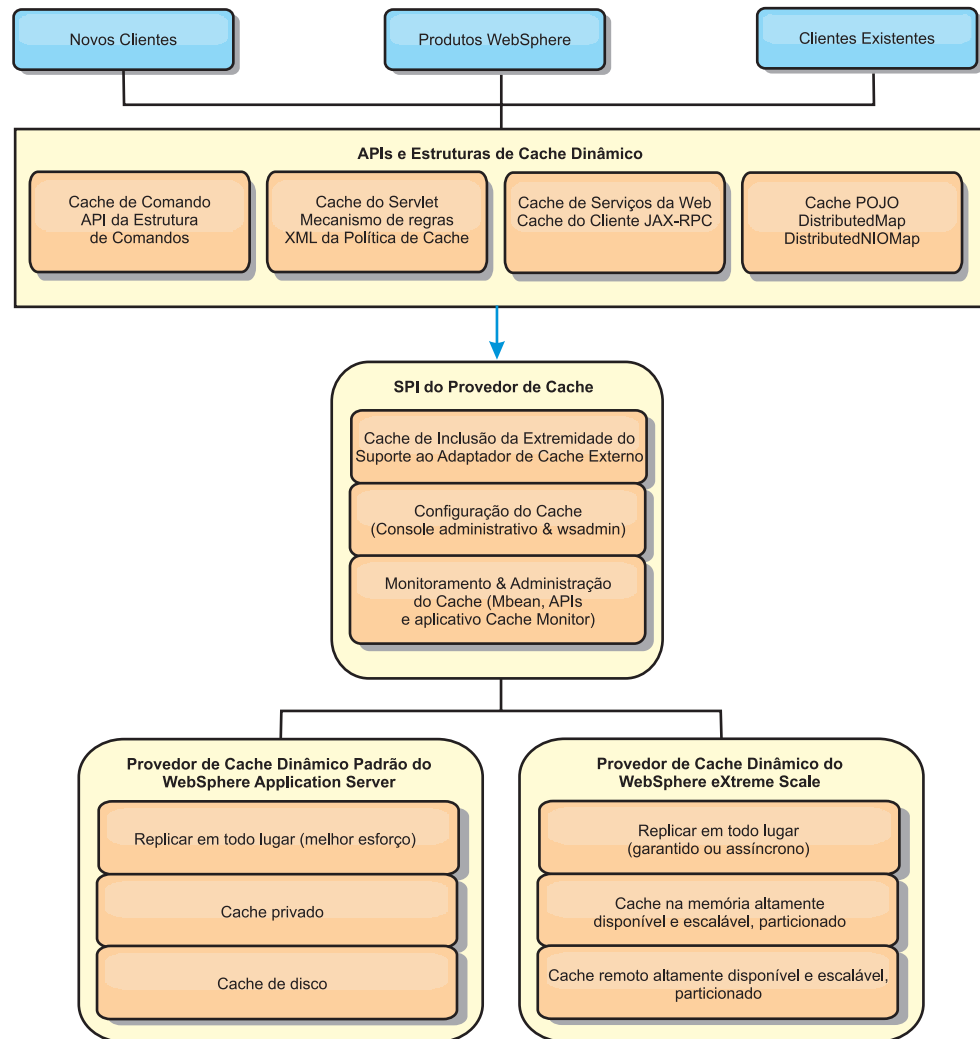 Novos Clientes
Produtos WebSphere
Clientes Existentes
APIs e Estruturas de Cache Dinâmico
Cache de Comando
API da Estrutura
de Comandos
Cache do Servlet
Mecanismo de regras
XML da Política de Cache
Cache de Serviços da Web
Cache do Cliente JAX-RPC
Cache POJO
DistributedMap
DistributedNIOMap
SPI do Provedor de Cache
Cache de Inclusão da Extremidade do
Suporte ao Adaptador de Cache Externo
Configuração do Cache
(Console administrativo & wsadmin)
Monitoramento & Administração
do Cache (Mbean, APIs
e aplicativo Cache Monitor)
Provedor de Cache Dinâmico Padrão do
WebSphere Application Server
Replicar em todo lugar (melhor esforço)
Cache privado
Cache de disco
Provedor de Cache Dinâmico do
WebSphere eXtreme Scale
Replicar em todo lugar
(garantido ou assíncrono)
Cache na memória altamente
disponível e escalável, particionado
Cache remoto altamente disponível e escalável,
particionado